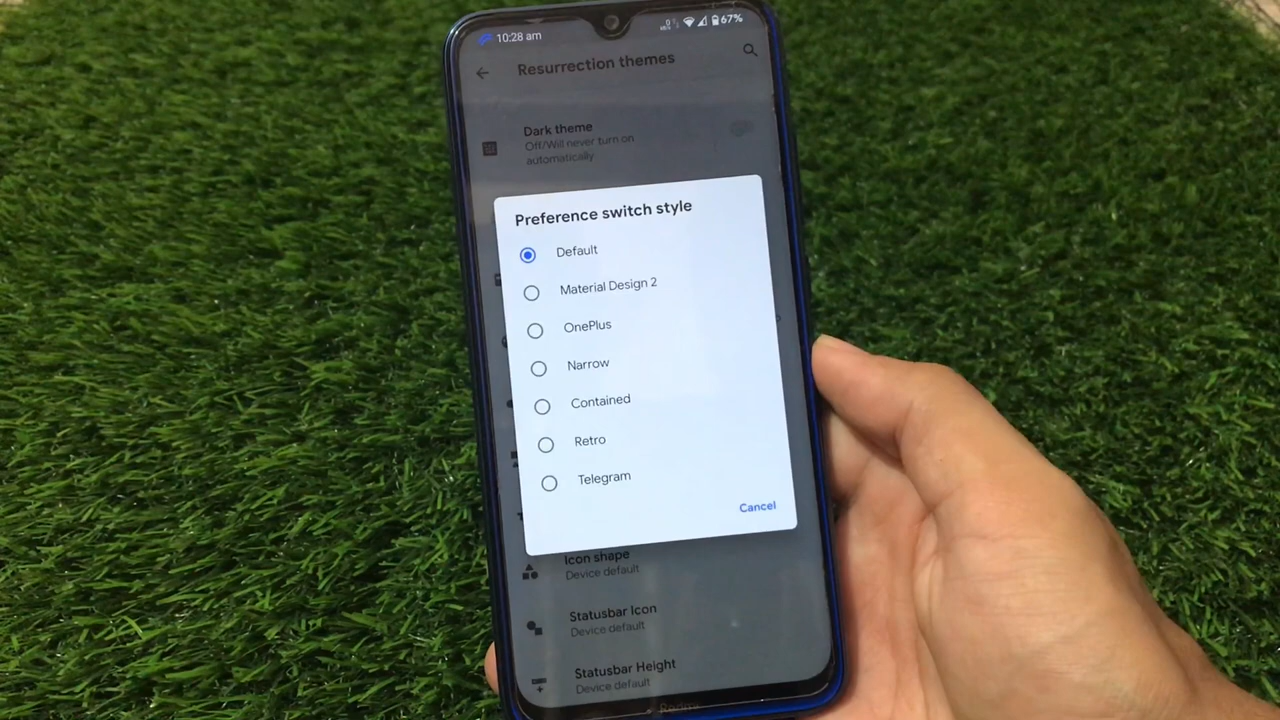 10:28 am
67%
Resurrection themes
Dark theme
Off/Will never turn on
automatically
Preference switch style
Default
Material Design 2
OnePlus
Narrow
Contained
Retro
Telegram
Cancel
Icon shape
Device default
Statusbar Icon
Device default
Statusbar Height
Device default
Redmi